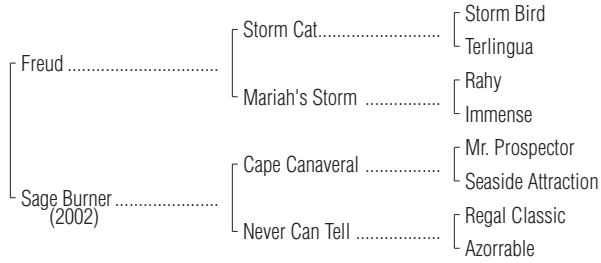 Storm Bird
Storm Cat..........................
Terlingua
Freud ................................
Rahy
Mariah's Storm ................
Immense
Mr. Prospector
Cape Canaveral ................
Seaside Attraction
Sage Burner ......................
(2002)
Regal Classic
Never Can Tell ..................
Azorrable